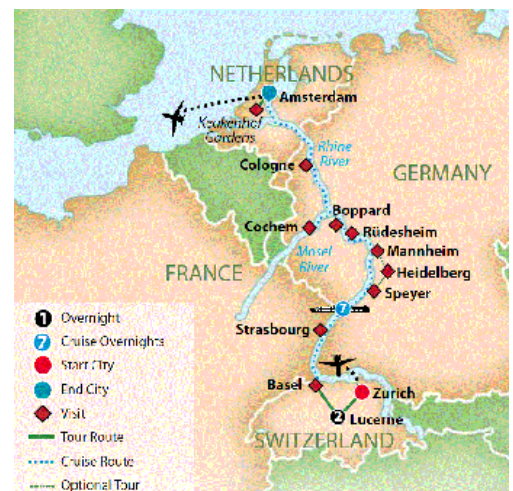 NETHERLANDS
Amsterdam
Keukenhof
Gardens
Rhine
River
Cologne
GERMANY
Boppard
Cochem
Rüdesheim
Mosel
River
Mannheim
FRANCE
Heidelberg
Speyer
7
Strasbourg
Basel
Zurich
2
Lucerne
SWITZERLAND
1 Overnight
7 Cruise Overnights
Start City
End City
Visit
Tour Route
Cruise Route
Optional Tour